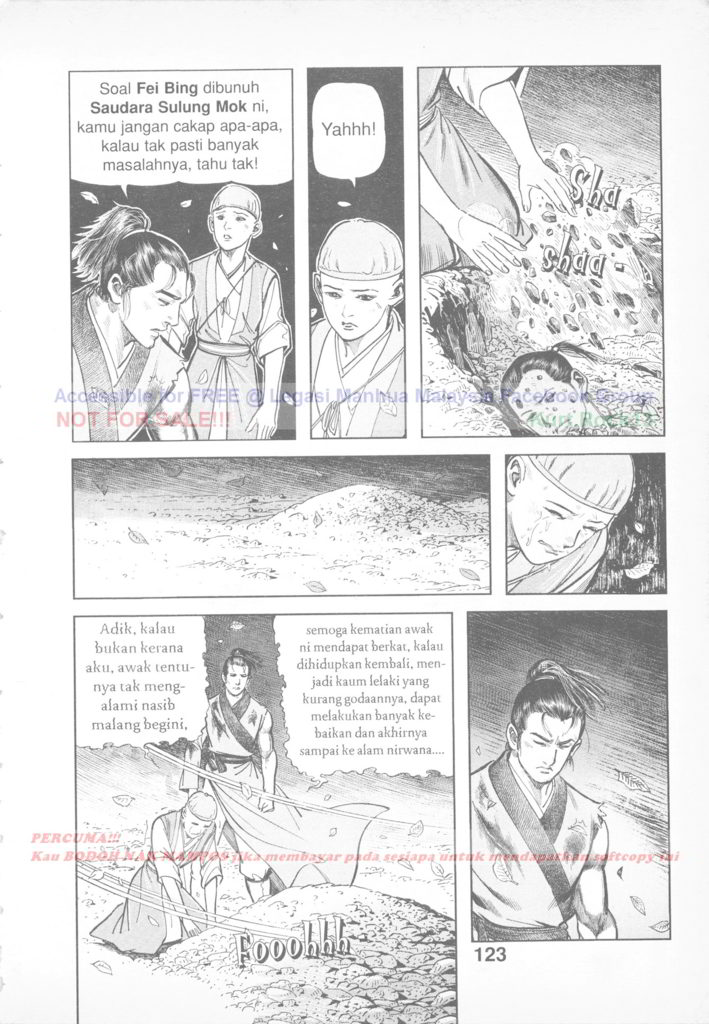 Soal Fei Bing dibunuh
Saudara Sulung Mok ni,
kamu jangan cakap apa-apa,
kalau tak pasti banyak
masalahnya, tahu tak!
Yahhh!
Sha
shaa
Accessible for FREE @ Legasi Manhua Malaysia Facebook Group
NOT FOR SALE!!!
Adik, kalau
bukan kerana
aku, awak tentu-
nya tak meng-
alami nasib
malang begini,
semoga kematian awak
ni mendapat berkat, kalau
dihidupkan kembali, men-
jadi kaum lelaki yang
kurang godaannya, dapat
melakukan banyak ke-
baikan dan akhirnya
sampai ke alam nirwana....
PERCUMA!!!
Kau BODOH NAK MAMPOS jika membayar pada sesiapa untuk mendapatkan softcopy ini
Fooohhh
123